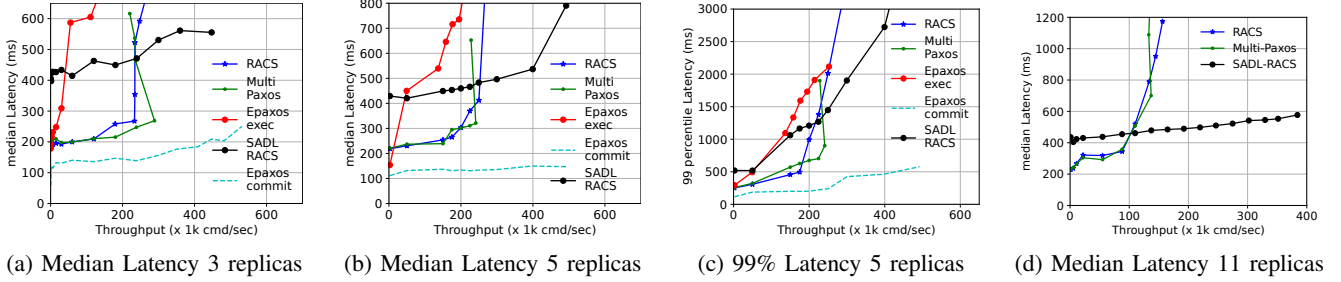 600
500
400
300
200
100
0
median Latency (ms)
0
200
400
600
Throughput (x 1k cmd/sec)
RACS
Multi
Paxos
Epaxos
exec
SADL
RACS
Epaxos
commit
(a) Median Latency 3 replicas
800
700
600
500
400
300
200
100
0
median Latency (ms)
0
200
400
600
Throughput (x 1k cmd/sec)
RACS
Multi
Paxos
Epaxos
exec
Epaxos
commit
SADL
RACS
(b) Median Latency 5 replicas
3000
2500
2000
1500
1000
500
0
99 percentile Latency (ms)
0
200
400
600
Throughput (x 1k cmd/sec)
RACS
Multi
Paxos
Epaxos
exec
Epaxos
commit
SADL
RACS
(c) 99% Latency 5 replicas
1200
1000
800
600
400
200
0
median Latency (ms)
0
100
200
300
400
Throughput (x 1k cmd/sec)
RACS
Multi-Paxos
SADL-RACS
(d) Median Latency 11 replicas